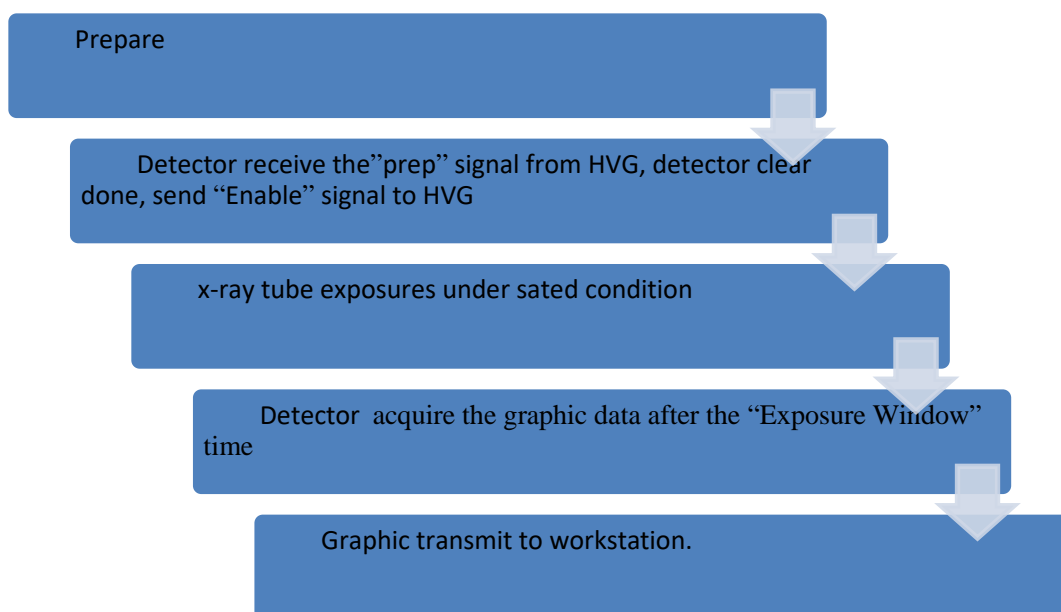 Prepare
Detector receive the”prep” signal from HVG, detector clear
done, send “Enable” signal to HVG
x-ray tube exposures under sated condition
Detector acquire the graphic data after the “Exposure Window”
time
Graphic transmit to workstation.